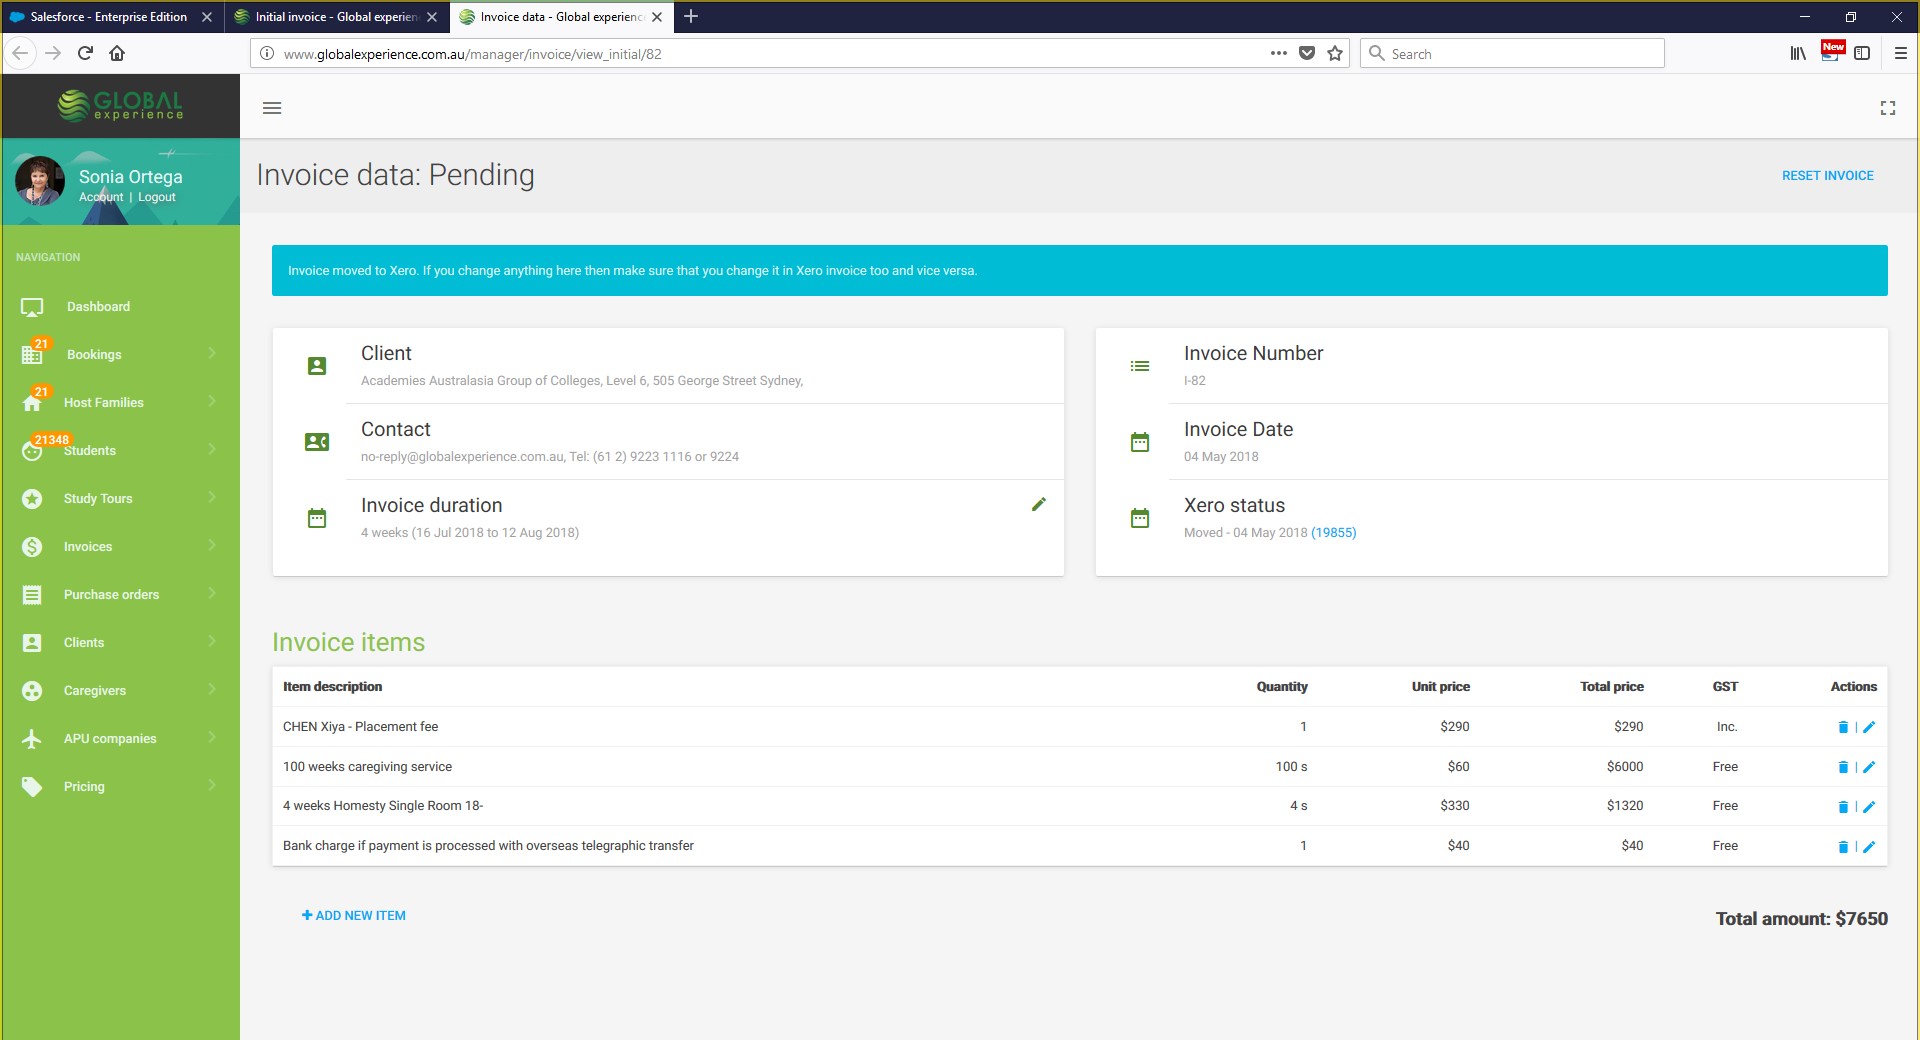 Salesforce - Enterprise Edition
Initial invoice - Global experien
Invoice data - Global experience
www.globalexperience.com.au/manager/invoice/view_initial/82
Search
New
GLOBAL
experience
Sonia Ortega
Account | Logout
Invoice data: Pending
RESET INVOICE
NAVIGATION
Dashboard
21
Bookings
21
Host Families
21348
Students
Study Tours
Invoices
Purchase orders
Clients
Caregivers
APU companies
Pricing
Invoice moved to Xero. If you change anything here then make sure that you change it in Xero invoice too and vice versa.
Client
Academies Australasia Group of Colleges, Level 6, 505 George Street Sydney,
Contact
no-reply@globalexperience.com.au, Tel: (61 2) 9223 1116 or 9224
Invoice duration
4 weeks (16 Jul 2018 to 12 Aug 2018)
Invoice Number
I-82
Invoice Date
04 May 2018
Xero status
Moved - 04 May 2018 (19855)
Invoice items
Item description Quantity Unit price Total price GST Actions
CHEN Xiya - Placement fee 1 $290 $290 Inc. |
100 weeks caregiving service 100 s $60 $6000 Free |
4 weeks Homesty Single Room 18- 4 s $330 $1320 Free |
Bank charge if payment is processed with overseas telegraphic transfer 1 $40 $40 Free |
+ ADD NEW ITEM
Total amount: $7650